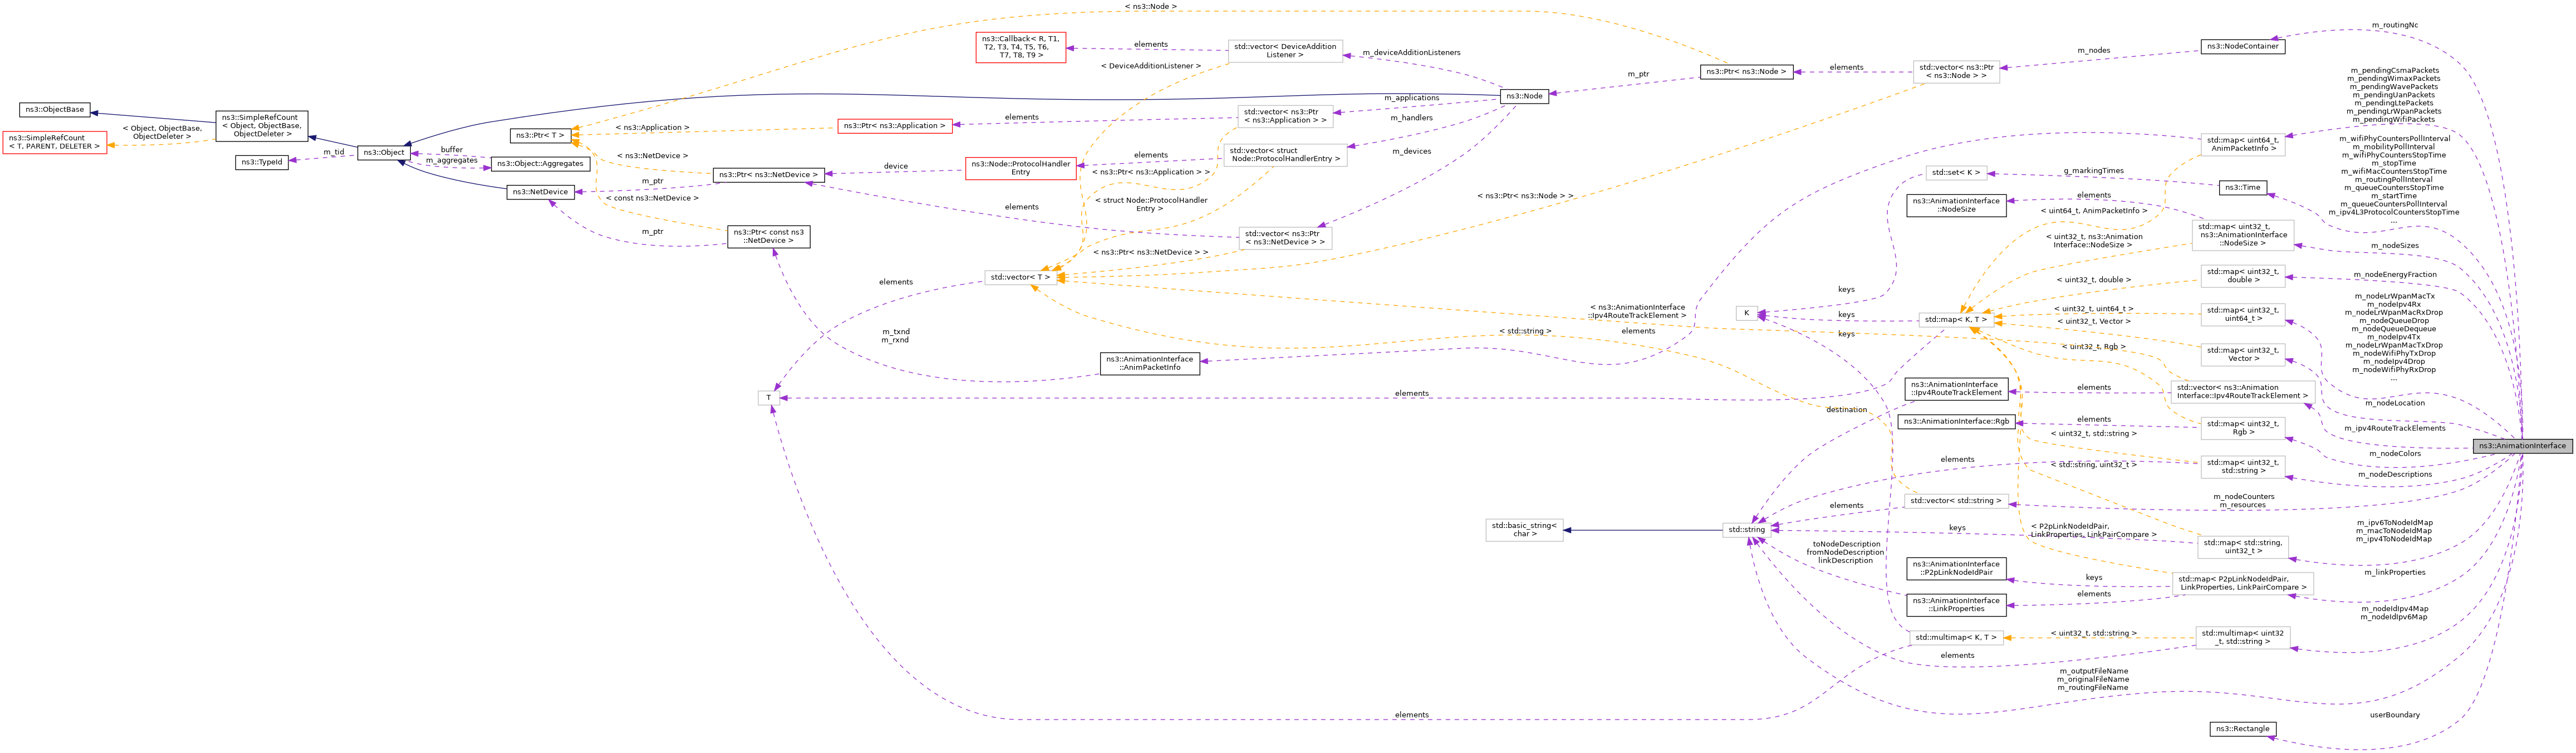 < ns3::Node >
m_routingNc
ns3::Callback< R, T1,
T2, T3, T4, T5, T6,
T7, T8, T9 >
elements
std::vector< DeviceAddition
Listener >
m_deviceAdditionListeners
ns3::NodeContainer
m_nodes
< DeviceAdditionListener >
m_ptr
ns3::Ptr< ns3::Node >
elements
std::vector< ns3::Ptr
< ns3::Node > >
m_pendingCsmaPackets
m_pendingWimaxPackets
m_pendingWavePackets
m_pendingUanPackets
m_pendingLtePackets
m_pendingLrWpanPackets
m_pendingWifiPackets
ns3::Node
m_applications
ns3::ObjectBase
ns3::SimpleRefCount
< Object, ObjectBase,
ObjectDeleter >
std::vector< ns3::Ptr
< ns3::Application > >
elements
m_handlers
ns3::Ptr< ns3::Application >
< ns3::Application >
ns3::Ptr< T >
< Object, ObjectBase,
ObjectDeleter >
ns3::SimpleRefCount
< T, PARENT, DELETER >
std::map< uint64_t,
AnimPacketInfo >
m_wifiPhyCountersPollInterval
m_mobilityPollInterval
m_wifiPhyCountersStopTime
m_stopTime
m_wifiMacCountersStopTime
m_routingPollInterval
m_queueCountersStopTime
m_startTime
m_queueCountersPollInterval
m_ipv4L3ProtocolCountersStopTime
...
m_tid
ns3::Object
buffer
m_aggregates
ns3::Object::Aggregates
ns3::TypeId
< ns3::NetDevice >
device
ns3::Node::ProtocolHandler
Entry
elements
std::vector< struct
Node::ProtocolHandlerEntry >
m_devices
ns3::Ptr< ns3::NetDevice >
< ns3::Ptr< ns3::Application > >
std::set< K >
g_markingTimes
ns3::Time
m_ptr
ns3::NetDevice
< const ns3::NetDevice >
< struct Node::ProtocolHandler
Entry >
elements
< ns3::Ptr< ns3::Node > >
ns3::AnimationInterface
::NodeSize
elements
< uint64_t, AnimPacketInfo >
m_ptr
ns3::Ptr< const ns3
::NetDevice >
std::vector< ns3::Ptr
< ns3::NetDevice > >
< ns3::Ptr< ns3::NetDevice > >
< uint32_t, ns3::Animation
Interface::NodeSize >
std::map< uint32_t,
ns3::AnimationInterface
::NodeSize >
m_nodeSizes
std::vector< T >
elements
keys
< uint32_t, double >
std::map< uint32_t,
double >
m_nodeEnergyFraction
m_nodeLrWpanMacTx
m_nodeIpv4Rx
m_nodeLrWpanMacRxDrop
m_nodeQueueDrop
m_nodeQueueDequeue
m_nodeIpv4Tx
m_nodeLrWpanMacTxDrop
m_nodeWifiPhyTxDrop
m_nodeIpv4Drop
m_nodeWifiPhyRxDrop
...
< ns3::AnimationInterface
::Ipv4RouteTrackElement >
K
keys
std::map< K, T >
< uint32_t, uint64_t >
std::map< uint32_t,
uint64_t >
m_txnd
m_rxnd
< std::string >
elements
keys
< uint32_t, Vector >
< uint32_t, Rgb >
std::map< uint32_t,
Vector >
ns3::AnimationInterface
::AnimPacketInfo
T
elements
ns3::AnimationInterface
::Ipv4RouteTrackElement
elements
std::vector< ns3::Animation
Interface::Ipv4RouteTrackElement >
m_nodeLocation
destination
ns3::AnimationInterface::Rgb
elements
std::map< uint32_t,
Rgb >
m_ipv4RouteTrackElements
< uint32_t, std::string >
ns3::AnimationInterface
m_nodeColors
elements
< std::string, uint32_t >
std::map< uint32_t,
std::string >
m_nodeDescriptions
std::vector< std::string >
elements
m_nodeCounters
m_resources
std::basic_string<
char >
std::string
keys
< P2pLinkNodeIdPair,
LinkProperties, LinkPairCompare >
std::map< std::string,
uint32_t >
m_ipv6ToNodeIdMap
m_macToNodeIdMap
m_ipv4ToNodeIdMap
toNodeDescription
fromNodeDescription
linkDescription
ns3::AnimationInterface
::P2pLinkNodeIdPair
keys
std::map< P2pLinkNodeIdPair,
LinkProperties, LinkPairCompare >
m_linkProperties
elements
ns3::AnimationInterface
::LinkProperties
m_nodeIdIpv4Map
m_nodeIdIpv6Map
std::multimap< K, T >
< uint32_t, std::string >
std::multimap< uint32
_t, std::string >
elements
m_outputFileName
m_originalFileName
m_routingFileName
elements
userBoundary
ns3::Rectangle